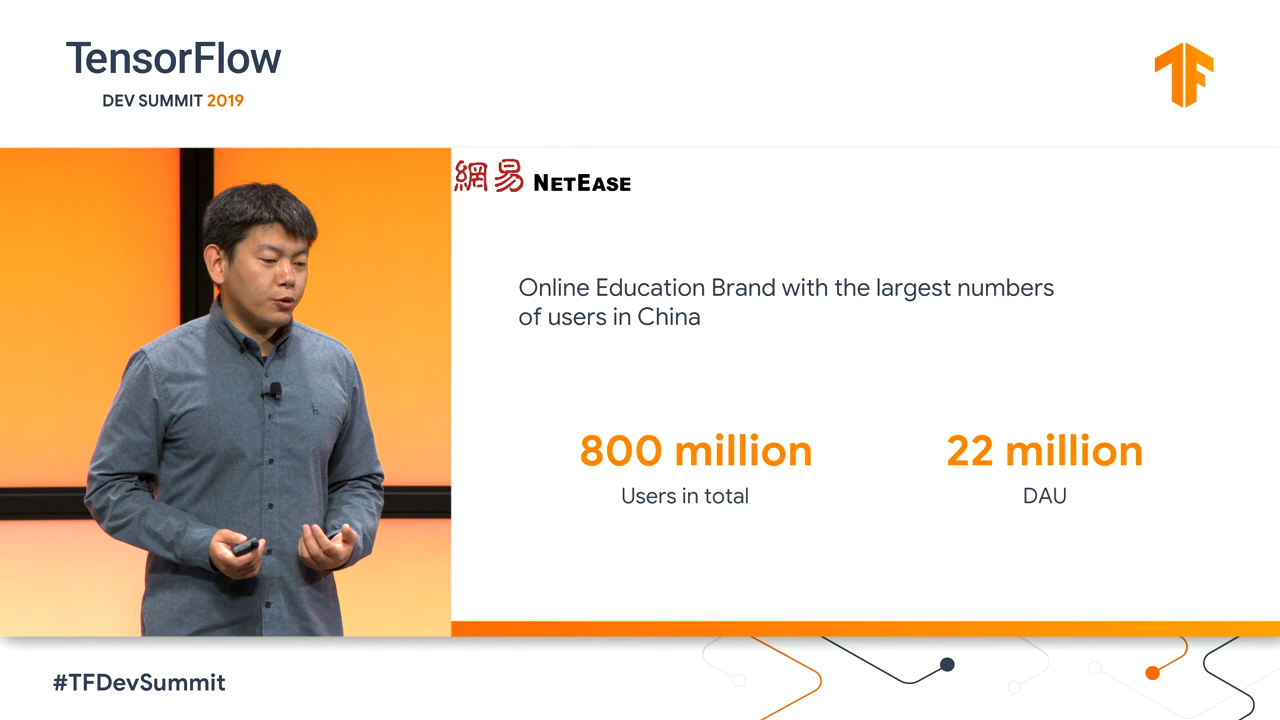 TensorFlow
DEV SUMMIT 2019
網易 NETEASE
Online Education Brand with the largest numbers
of users in China
800 million
22 million
Users in total
DAU
#TFDevSummit